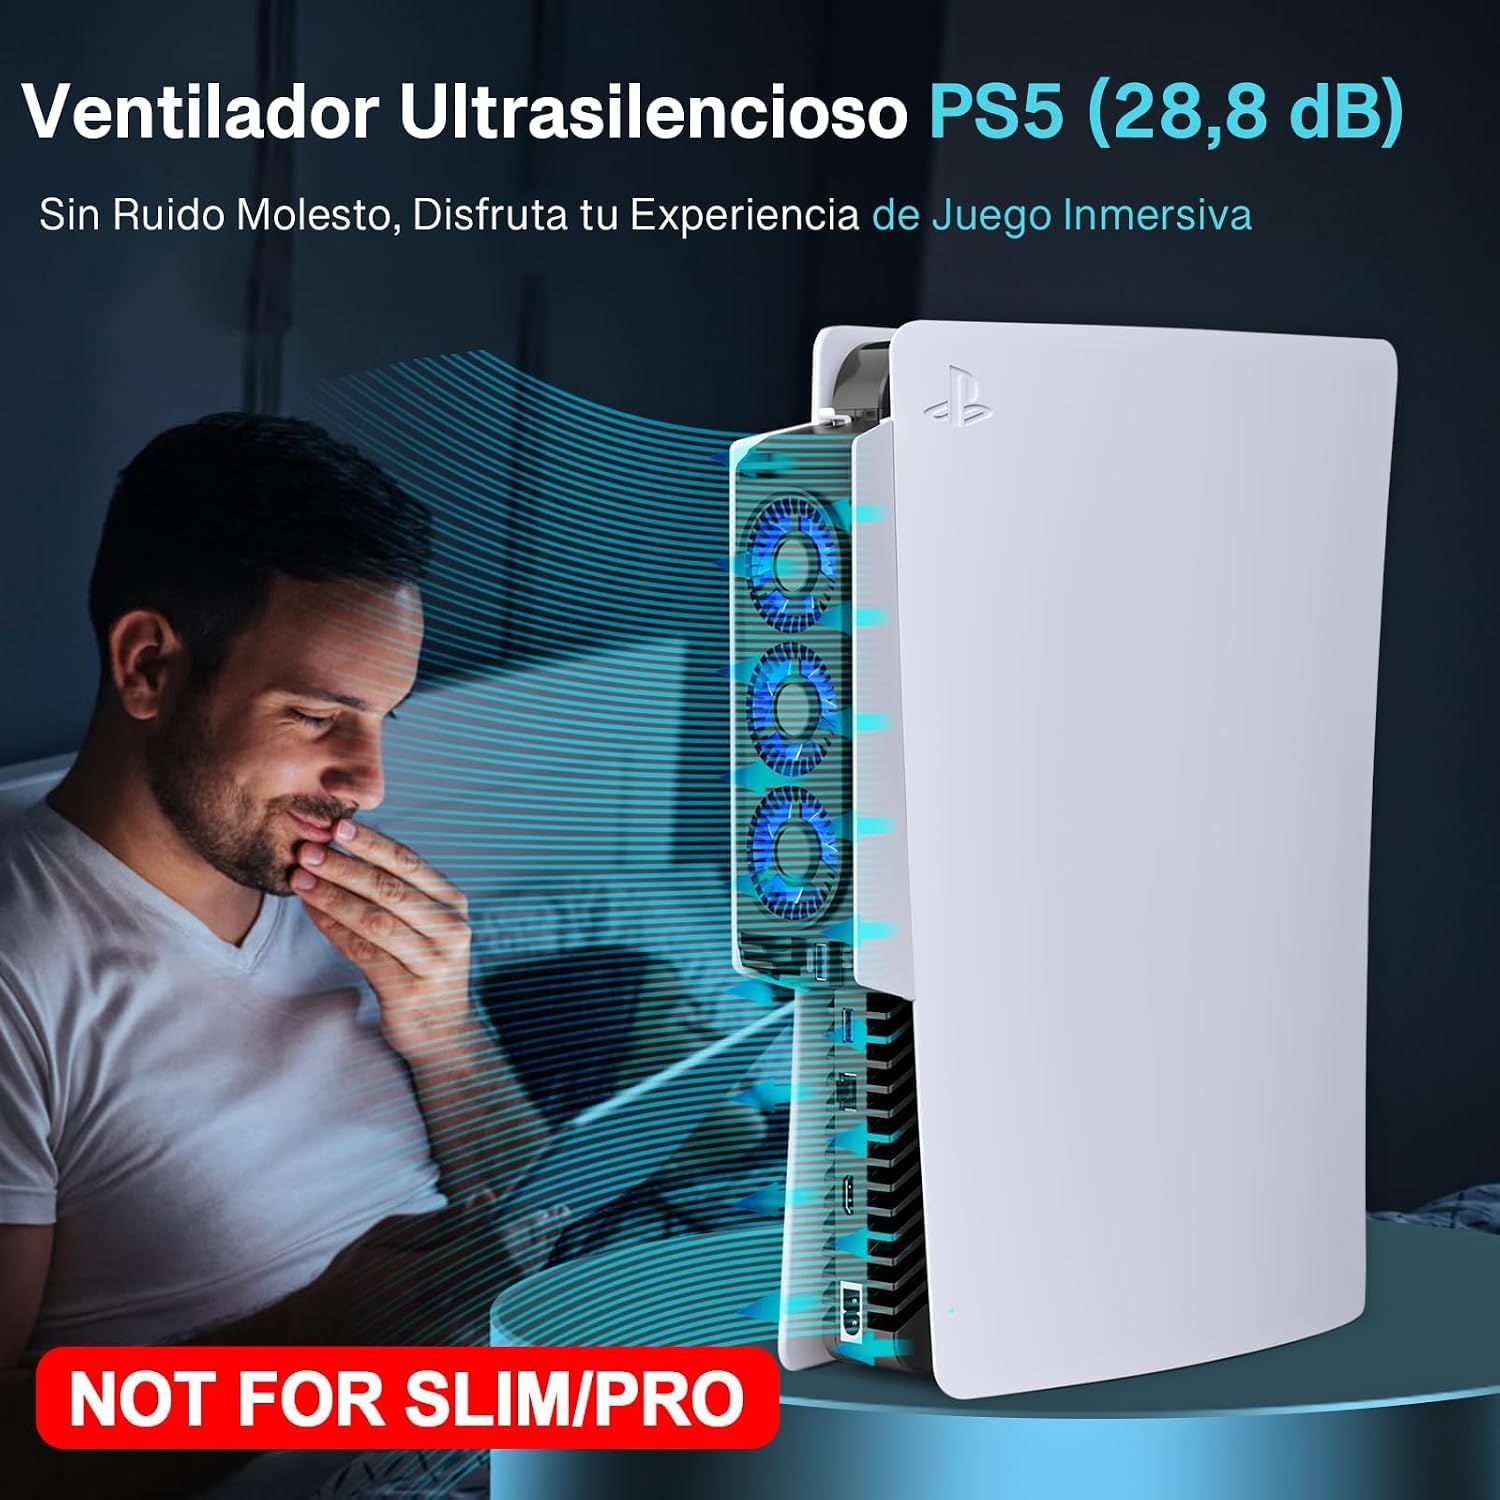 Ventilador Ultrasilencioso PS5 (28,8 dB)
Sin Ruido Molesto, Disfruta tu Experiencia de Juego Inmersiva
NOT FOR SLIM/PRO